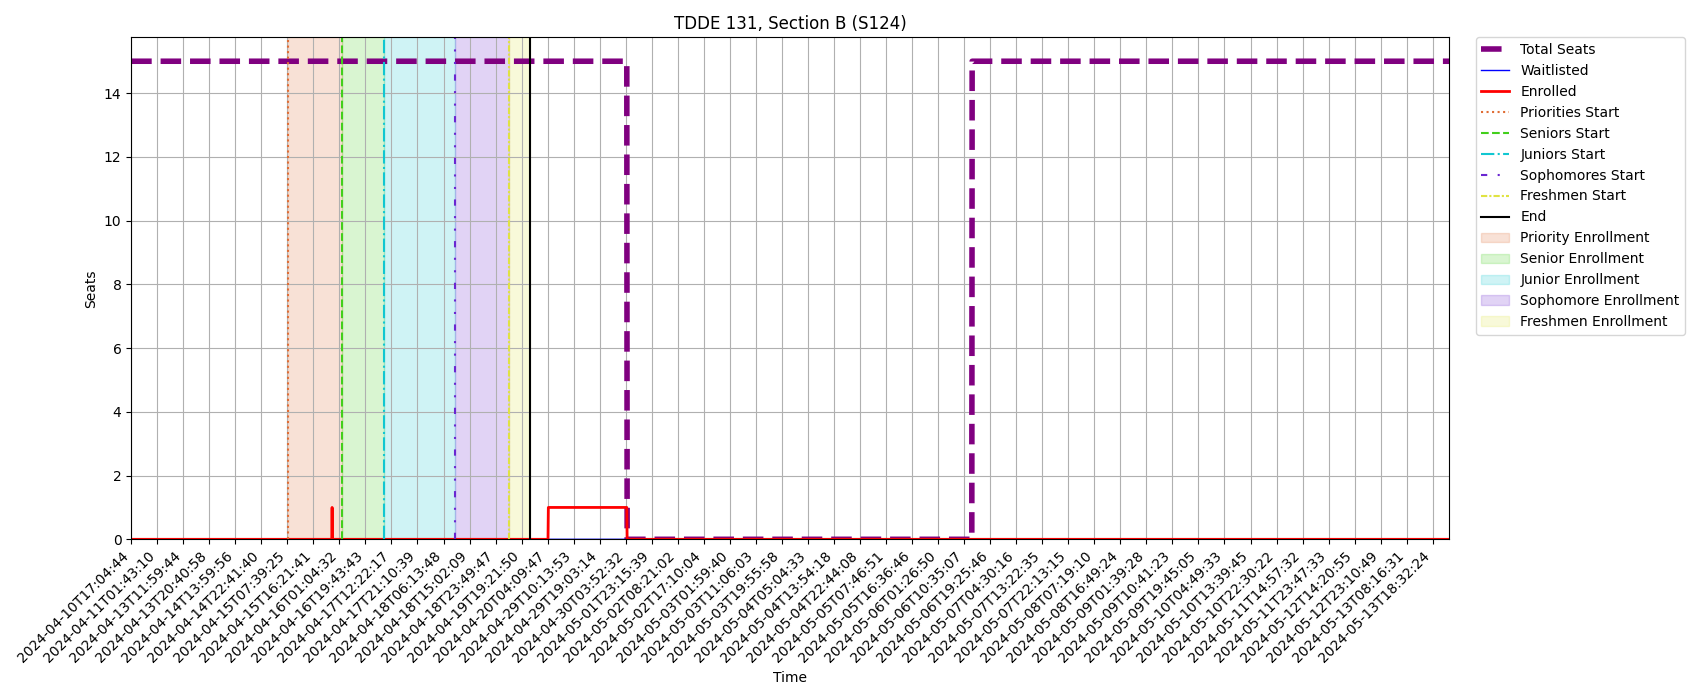 TDDE 131, Section B (S124)
Total Seats
Waitlisted
Enrolled
Priorities Start
Seniors Start
Juniors Start
Sophomores Start
Freshmen Start
End
Priority Enrollment
Senior Enrollment
Junior Enrollment
Sophomore Enrollment
Freshmen Enrollment
Seats
14
12
10
8
6
4
2
0
2024-04-10T17:04:44
2024-04-11T01:43:10
2024-04-13T11:59:44
2024-04-13T20:40:58
2024-04-14T13:59:56
2024-04-14T22:41:40
2024-04-15T07:39:25
2024-04-15T16:21:41
2024-04-16T01:04:32
2024-04-16T19:43:43
2024-04-17T12:22:17
2024-04-17T21:10:39
2024-04-18T06:13:48
2024-04-18T15:02:09
2024-04-18T23:49:47
2024-04-19T19:21:50
2024-04-20T04:09:47
2024-04-29T10:13:53
2024-04-29T19:03:14
2024-04-30T03:52:32
2024-05-01T23:15:39
2024-05-02T08:21:02
2024-05-02T17:10:04
2024-05-03T01:59:40
2024-05-03T11:06:03
2024-05-03T19:55:58
2024-05-04T05:04:33
2024-05-04T13:54:18
2024-05-04T22:44:08
2024-05-05T07:46:51
2024-05-05T16:36:46
2024-05-06T01:26:50
2024-05-06T10:35:07
2024-05-06T19:25:46
2024-05-07T04:30:16
2024-05-07T13:22:35
2024-05-07T22:13:15
2024-05-08T07:19:10
2024-05-08T16:49:24
2024-05-09T01:39:28
2024-05-09T10:41:23
2024-05-09T19:45:05
2024-05-10T04:49:33
2024-05-10T13:39:45
2024-05-10T22:30:22
2024-05-11T14:57:32
2024-05-11T23:47:33
2024-05-12T14:20:55
2024-05-12T23:10:49
2024-05-13T08:16:31
2024-05-13T18:32:24
Time